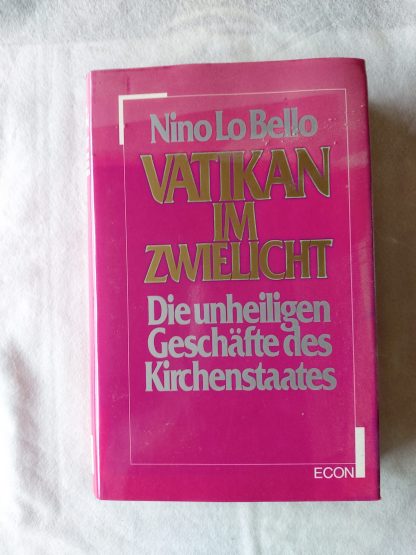 Nino Lo Bello
VATIKAN
IM
ZWIELICHT
Die unheiligen
Geschäfte des
Kirchenstaates
ECON